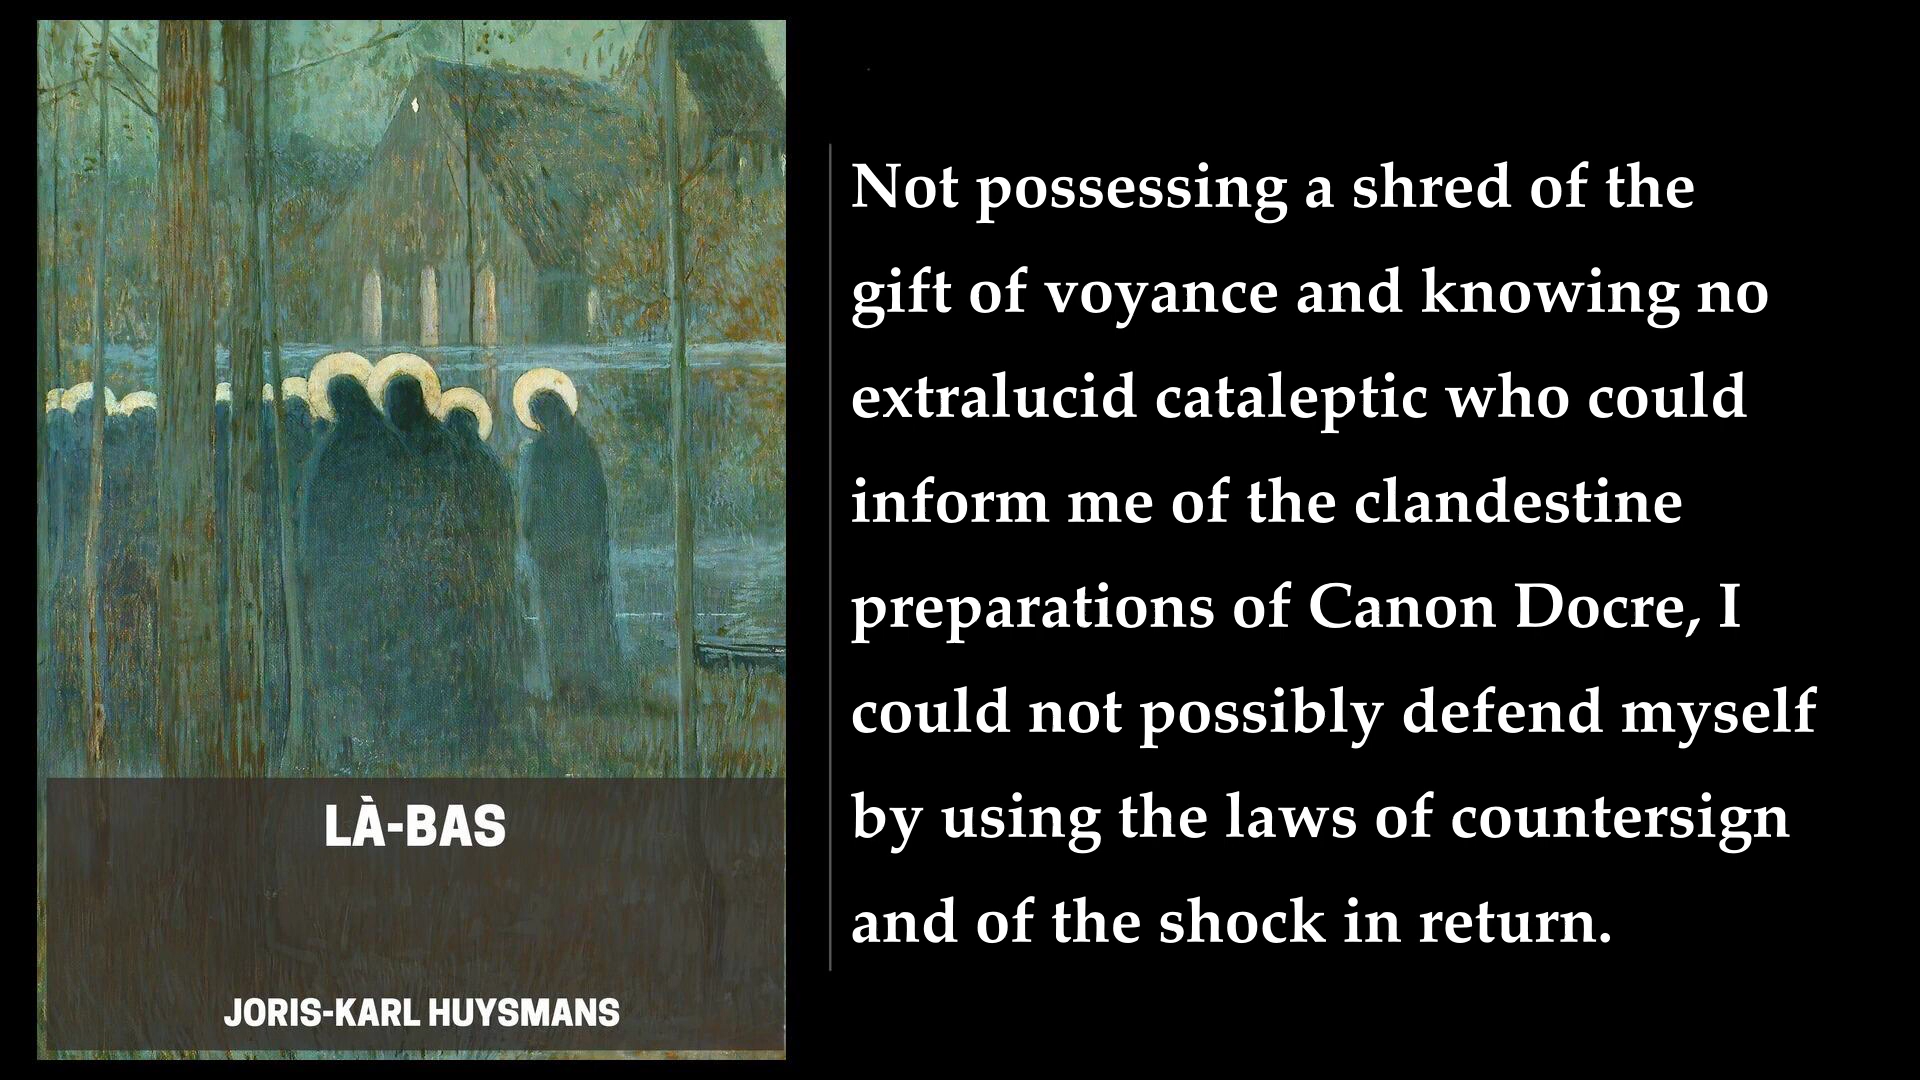 LÀ-BAS
JORIS-KARL HUYSMANS
Not possessing a shred of the
gift of voyance and knowing no
extralucid cataleptic who could
inform me of the clandestine
preparations of Canon Docre, I
could not possibly defend myself
by using the laws of countersign
and of the shock in return.